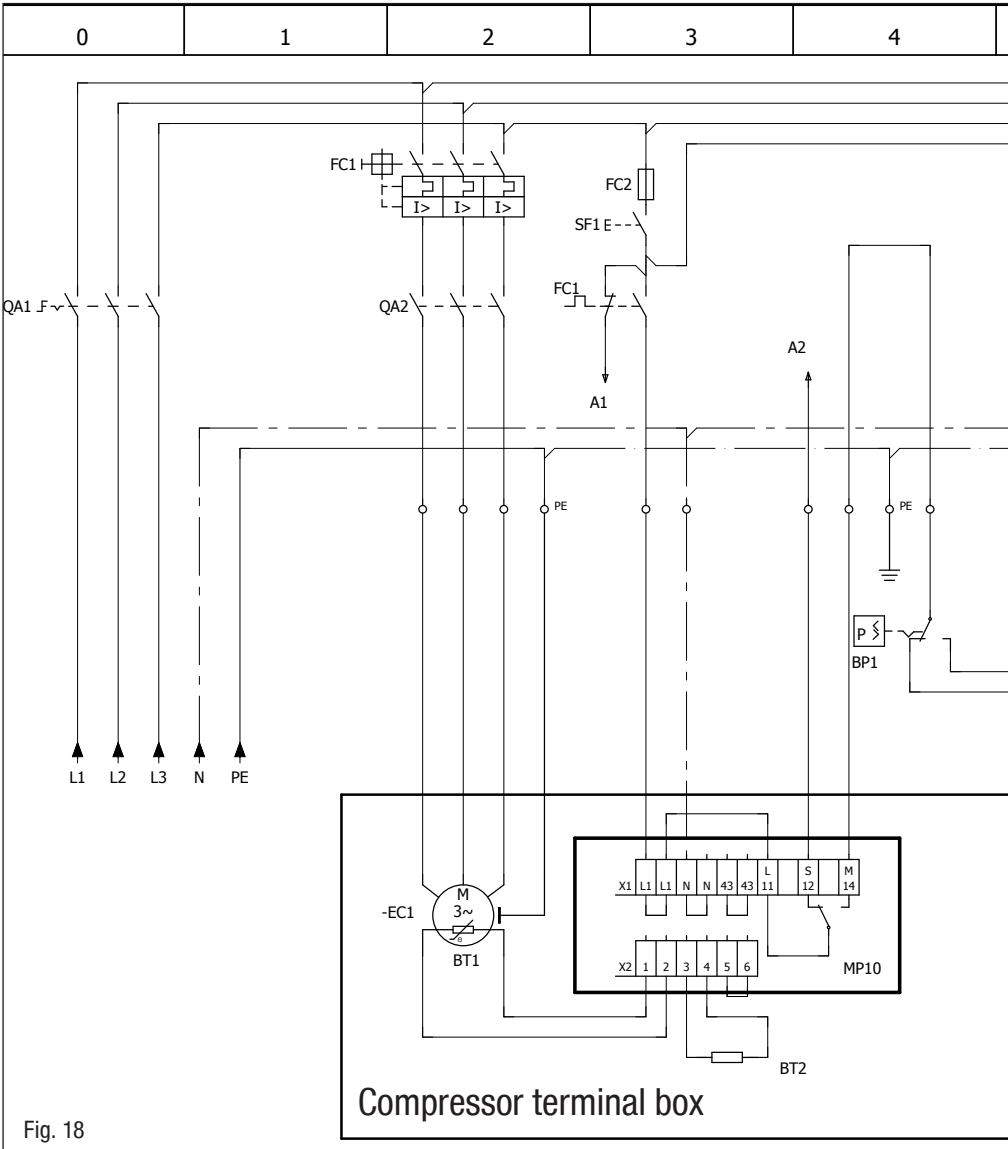 0 1 2 3 4
FC1
I> I> I>
FC2
SF1
QA1
QA2
FC1
A2
A1
PE
PE
P
BP1
L1 L2 L3 N PE
L S M
X1 L1 L1 N N 43 43 11 12 14
-EC1
M
3~
BT1
X2 1 2 3 4 5 6
MP10
BT2
Compressor terminal box
Fig. 18